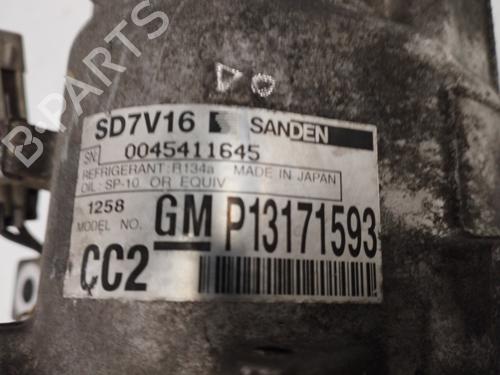 DO
SD7V16 SANDEN
SN. 0045411645
REFRIGERANT: R134a MADE IN JAPAN
OIL: SP-10 OR EQUIV
1258
MODEL NO.
GM P13171593
CC2
B-PARTS